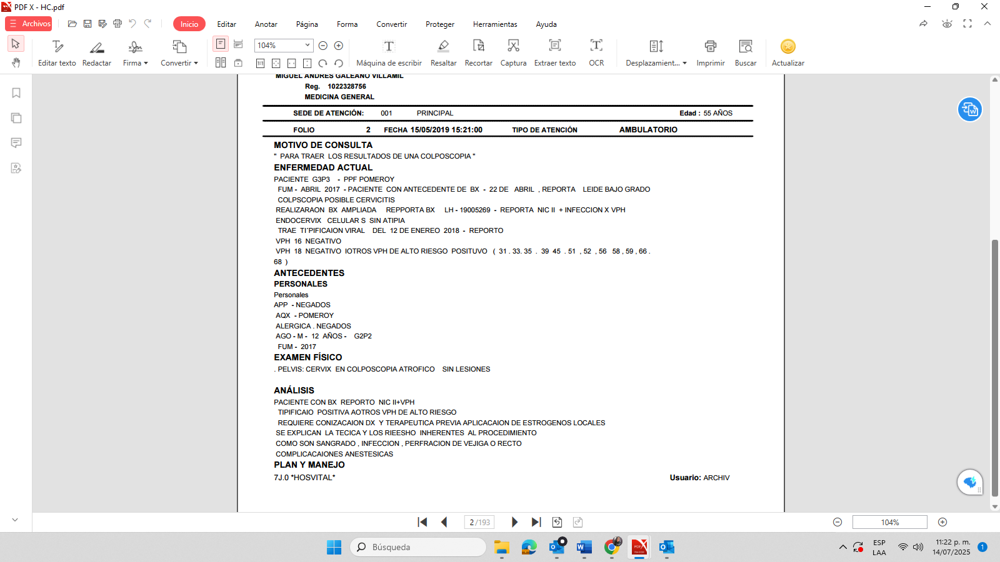 PDF X - HC.pdf
Archivos
Inicio
Editar
Anotar
Página
Forma
Convertir
Proteger
Herramientas
Ayuda
104%
Editar texto
Redactar
Firma
Convertir
Máquina de escribir
Resaltar
Recortar
Captura
Extraer texto
OCR
Desplazamient...
Imprimir
Buscar
Actualizar
MIGUEL ANDRES GALEANO VILLAMIL
Reg. 1022328756
MEDICINA GENERAL
SEDE DE ATENCIÓN: 001 PRINCIPAL Edad : 55 AÑOS
FOLIO 2 FECHA 15/05/2019 15:21:00 TIPO DE ATENCIÓN AMBULATORIO
MOTIVO DE CONSULTA
" PARA TRAER LOS RESULTADOS DE UNA COLPOSCOPIA "
ENFERMEDAD ACTUAL
PACIENTE G3P3 - PPF POMEROY
FUM - ABRIL 2017 - PACIENTE CON ANTECEDENTE DE BX - 22 DE ABRIL , REPORTA LEIDE BAJO GRADO
COLPSCOPIA POSIBLE CERVICITIS
REALIZARAON BX AMPLIADA REPPORTA BX LH - 19005269 - REPORTA NIC II + INFECCION X VPH
ENDOCERVIX CELULAR S SIN ATIPIA
TRAE TI´PIFICAION VIRAL DEL 12 DE ENEREO 2018 - REPORTO
VPH 16 NEGATIVO
VPH 18 NEGATIVO IOTROS VPH DE ALTO RIESGO POSITUVO ( 31 . 33. 35 . 39 45 . 51 , 52 , 56 58 , 59 , 66 .
68 )
ANTECEDENTES
PERSONALES
Personales
APP - NEGADOS
AQX - POMEROY
ALERGICA . NEGADOS
AGO - M - 12 AÑOS - G2P2
FUM - 2017
EXAMEN FÍSICO
. PELVIS: CERVIX EN COLPOSCOPIA ATROFICO SIN LESIONES
ANÁLISIS
PACIENTE CON BX REPORTO NIC II+VPH
TIPIFICAIO POSITIVA AOTROS VPH DE ALTO RIESGO
REQUIERE CONIZACAION DX Y TERAPEUTICA PREVIA APLICACAION DE ESTROGENOS LOCALES
SE EXPLICAN LA TECICA Y LOS RIEESHO INHERENTES AL PROCEDIMIENTO
COMO SON SANGRADO , INFECCION , PERFRACION DE VEJIGA O RECTO
COMPLICACAIONES ANESTESICAS
PLAN Y MANEJO
7J.0 *HOSVITAL* Usuario: ARCHIV
2 /193
104%
Búsqueda
ESP
LAA
11:22 p. m.
14/07/2025
1